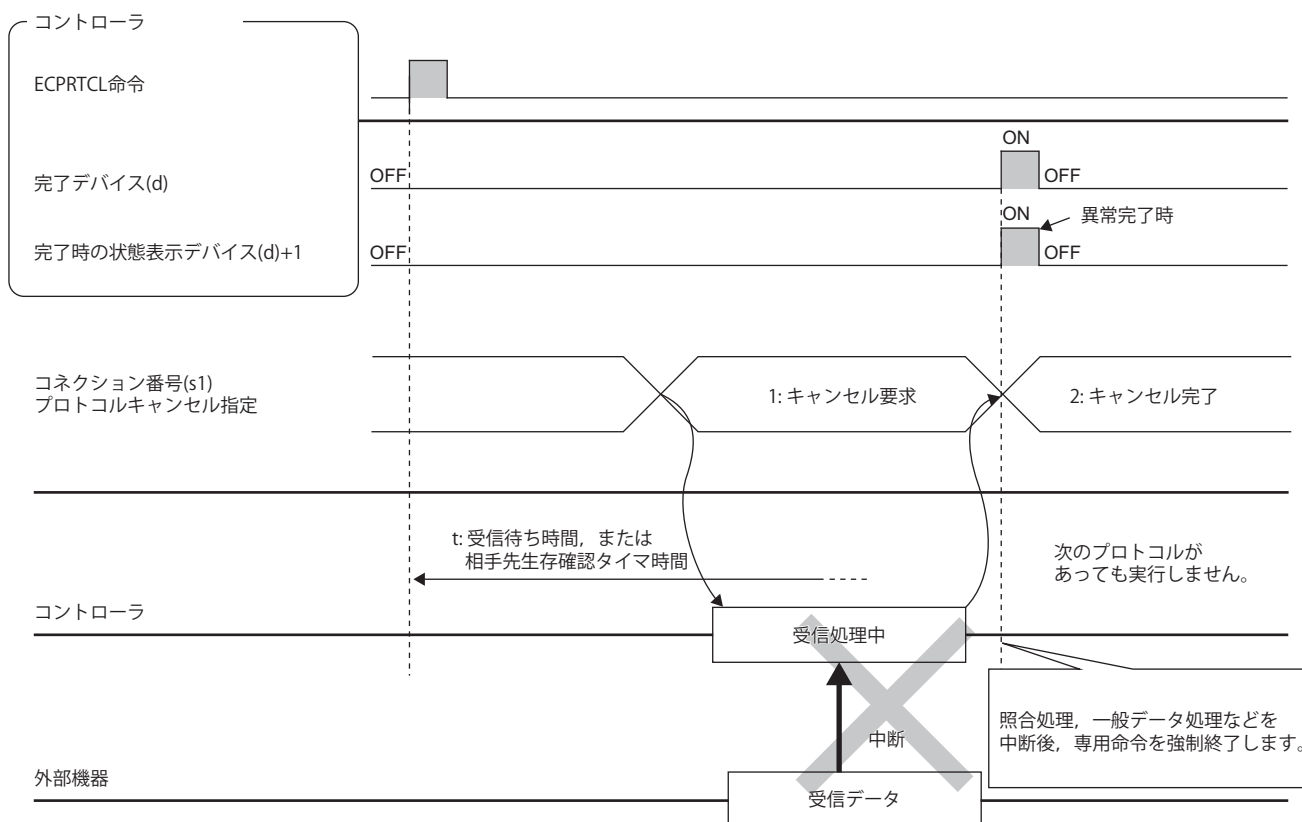 コントローラ
ECPRTCL命令
ON
完了デバイス(d)
OFF
OFF
ON
異常完了時
完了時の状態表示デバイス(d)+1
OFF
OFF
コネクション番号(s1)
プロトコルキャンセル指定
1: キャンセル要求
2: キャンセル完了
t: 受信待ち時間，または
相手先生存確認タイマ時間
次のプロトコルが
あっても実行しません。
コントローラ
受信処理中
照合処理，一般データ処理などを
中断後，専用命令を強制終了します。
中断
外部機器
受信データ